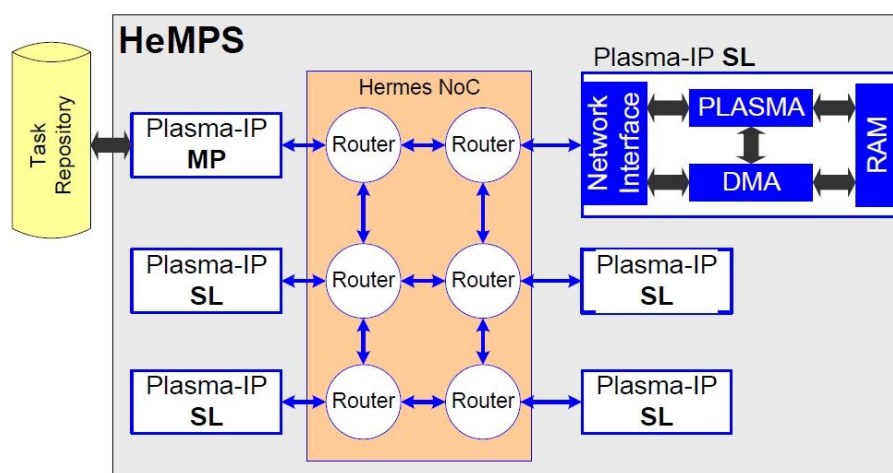 HeMPS
Task
Repository
Plasma-IP
MP
Hermes NoC
Router
Router
Plasma-IP SL
Network
Interface
PLASMA
DMA
RAM
Plasma-IP
SL
Router
Router
Plasma-IP
SL
Plasma-IP
SL
Router
Router
Plasma-IP
SL